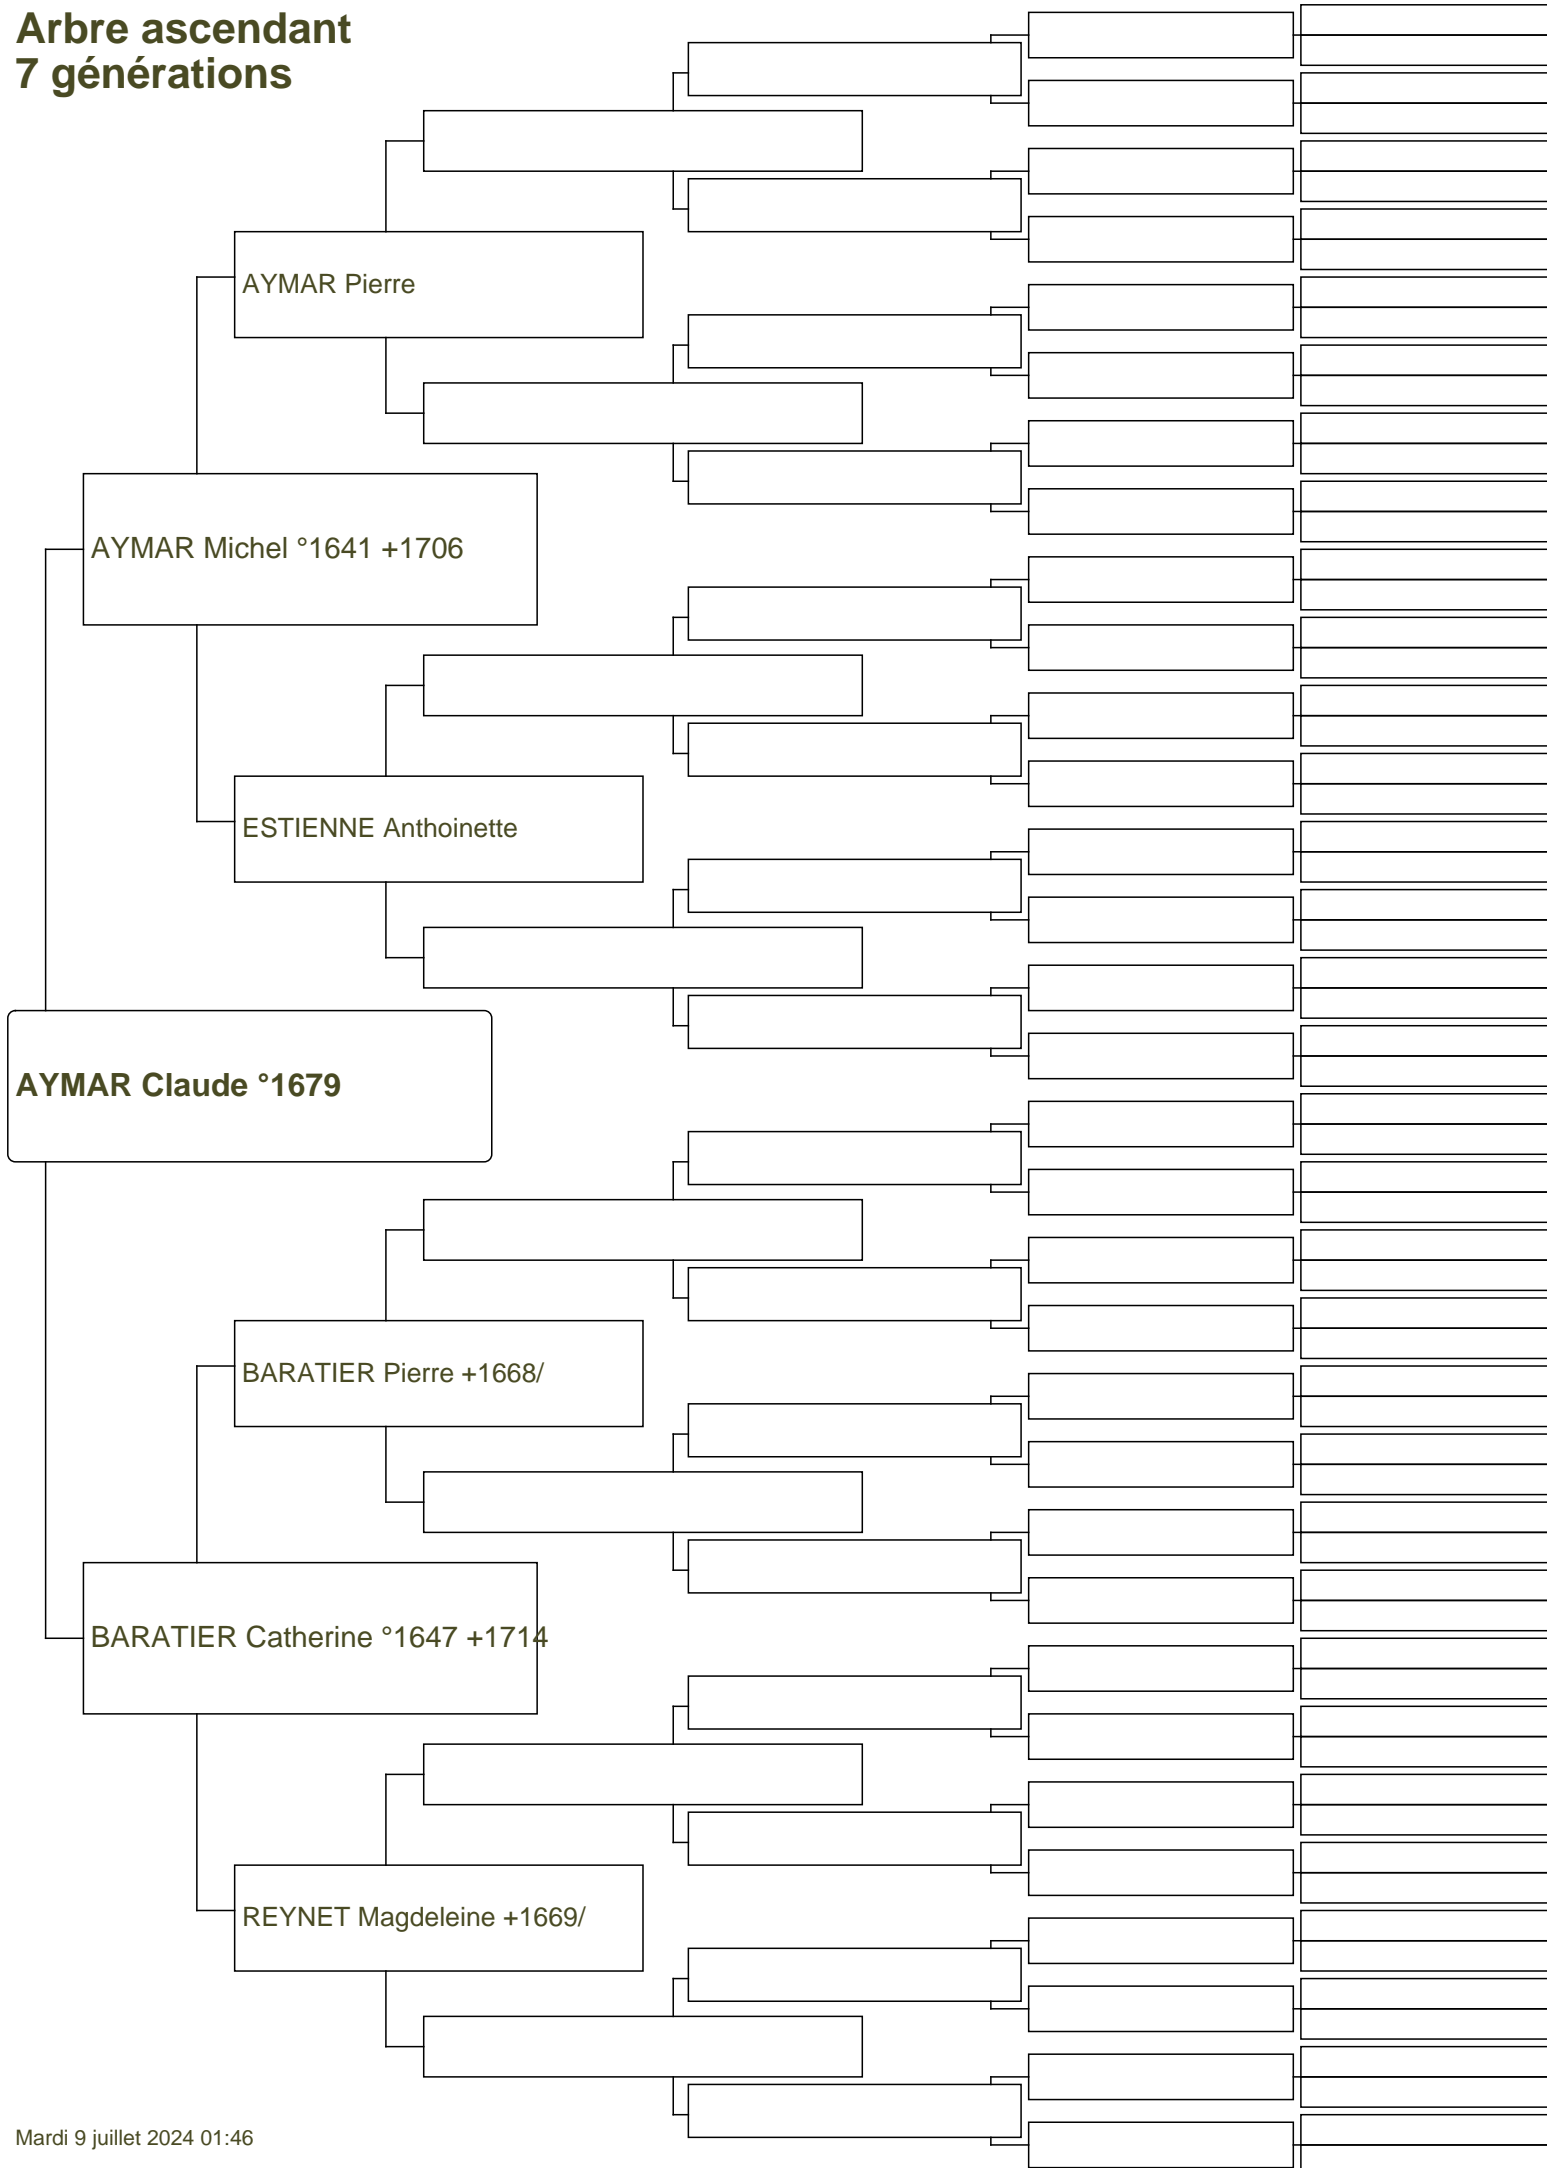 Arbre ascendant
7 générations
AYMAR Pierre
AYMAR Michel °1641 +1706
ESTIENNE Anthoinette
AYMAR Claude °1679
BARATIER Pierre +1668/
BARATIER Catherine °1647 +1714
REYNET Magdeleine +1669/
Mardi 9 juillet 2024 01:46